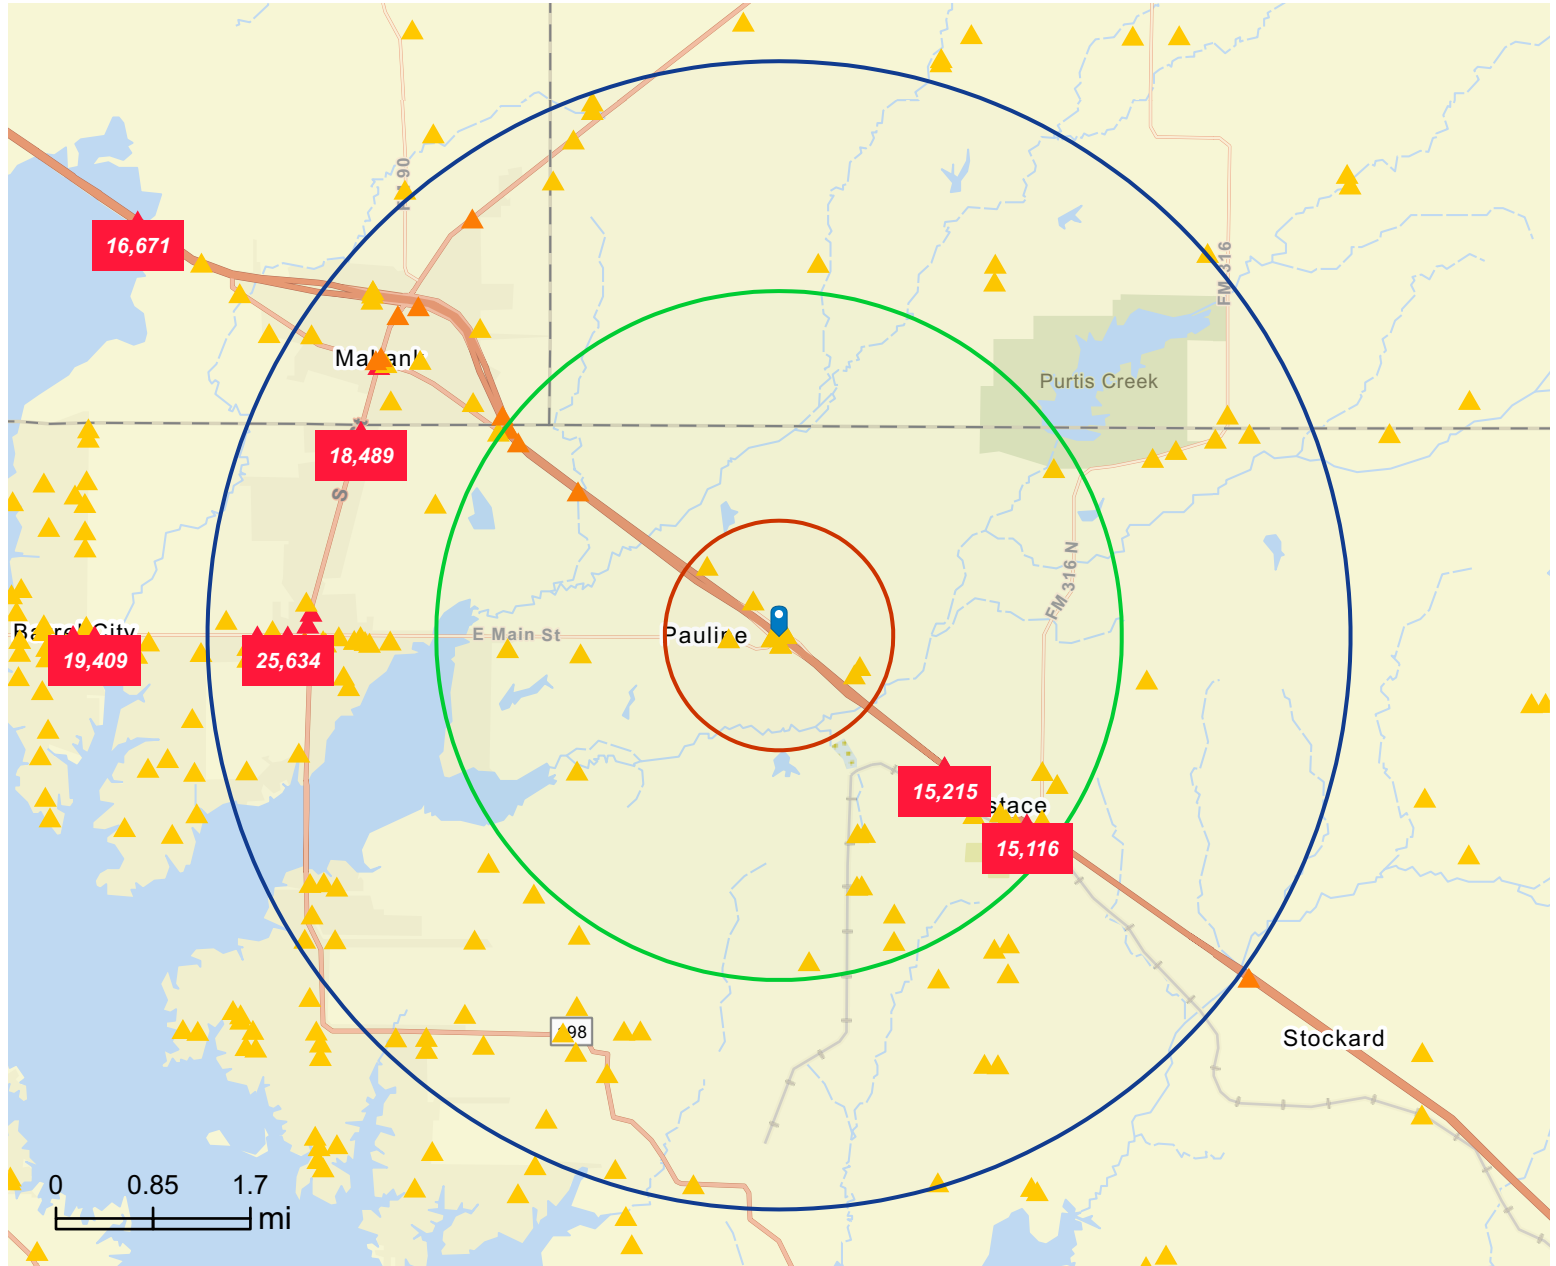 16,671
FM 316
Purtis Creek
18,489
S
FM 316 N
E Main St
Pauline
19,409
25,634
15,215
15,116
198
Stockard
0 0.85 1.7
mi